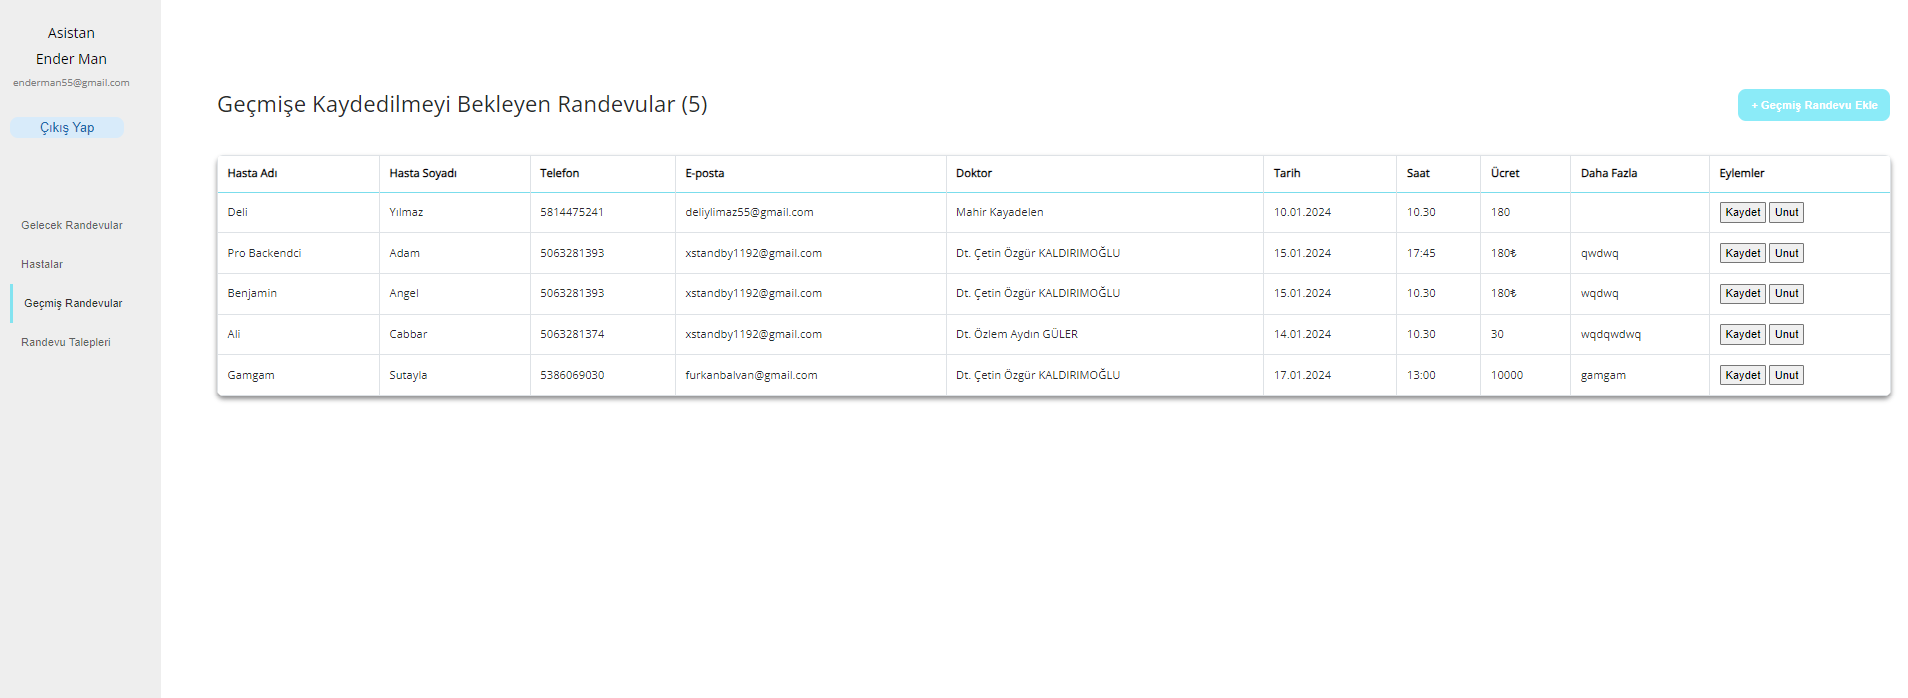 Asistan
Ender Man
enderman55@gmail.com
Çıkış Yap
Gelecek Randevular
Hastalar
Geçmiş Randevular
Randevu Talepleri
Geçmişe Kaydedilmeyi Bekleyen Randevular (5)
+ Geçmiş Randevu Ekle
Hasta Adı Hasta Soyadı Telefon E-posta Doktor Tarih Saat Ücret Daha Fazla Eylemler
Deli Yılmaz 5814475241 deliylimaz55@gmail.com Mahir Kayadelen 10.01.2024 10.30 180 Kaydet Unut
Pro Backendci Adam 5063281393 xstandby1192@gmail.com Dt. Çetin Özgür KALDIRIMOĞLU 15.01.2024 17:45 180₺ qwdwq Kaydet Unut
Benjamin Angel 5063281393 xstandby1192@gmail.com Dt. Çetin Özgür KALDIRIMOĞLU 15.01.2024 10.30 180₺ wqdwq Kaydet Unut
Ali Cabbar 5063281374 xstandby1192@gmail.com Dt. Özlem Aydın GÜLER 14.01.2024 10.30 30 wqdqwdwq Kaydet Unut
Gamgam Sutayla 5386069030 furkanbalvan@gmail.com Dt. Çetin Özgür KALDIRIMOĞLU 17.01.2024 13:00 10000 gamgam Kaydet Unut